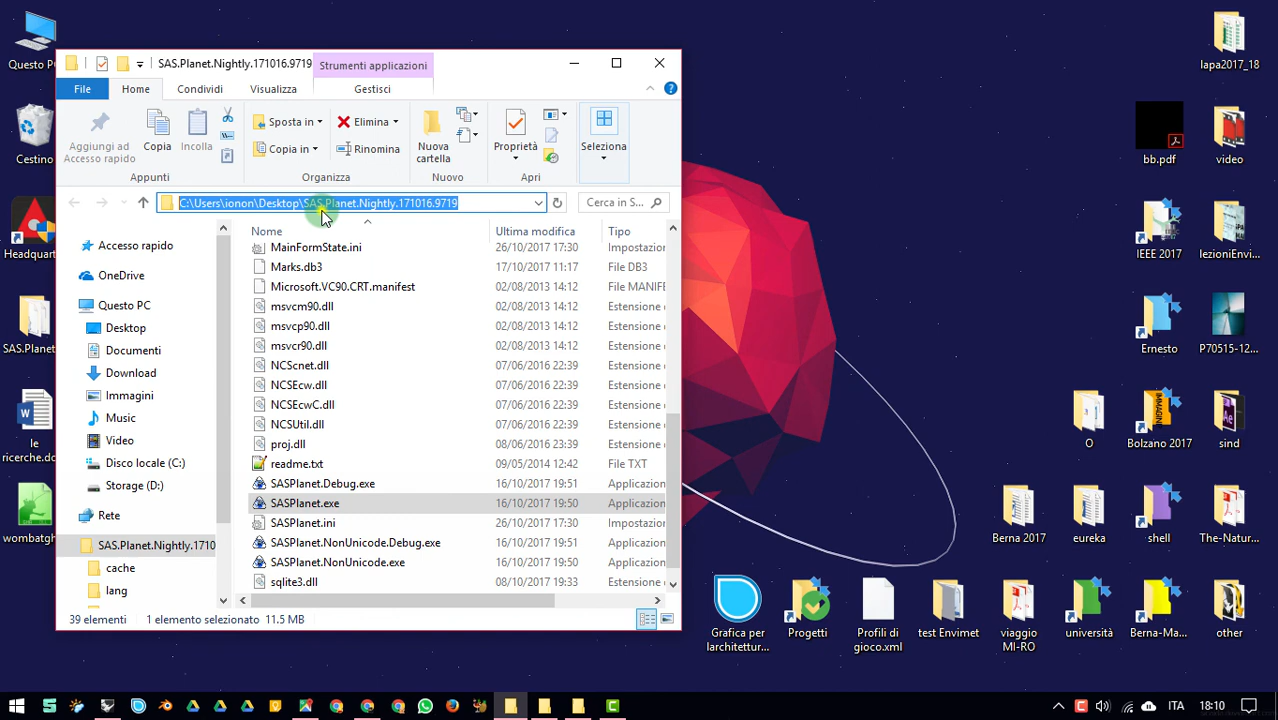 Questo PC
Cestino
Headquart...
SAS.Planet...
le
ricerche.do...
wombatgh...
SAS.Planet.Nightly.171016.9719
Strumenti applicazioni
File
Home
Condividi
Visualizza
Gestisci
Aggiungi ad
Accesso rapido
Copia
Incolla
Appunti
Sposta in
Elimina
Copia in
Rinomina
Organizza
Nuova
cartella
Nuovo
Proprietà
Apri
Seleziona
C:\Users\ionon\Desktop\SAS.Planet.Nightly.171016.9719
Cerca in S...
Accesso rapido
OneDrive
Questo PC
Desktop
Documenti
Download
Immagini
Music
Video
Disco locale (C:)
Storage (D:)
Rete
SAS.Planet.Nightly.1710
cache
lang
Nome Ultima modifica Tipo
MainFormState.ini 26/10/2017 17:30 Impostazion
Marks.db3 17/10/2017 11:17 File DB3
Microsoft.VC90.CRT.manifest 02/08/2013 14:12 File MANIFE
msvcm90.dll 02/08/2013 14:12 Estensione d
msvcp90.dll 02/08/2013 14:12 Estensione d
msvcr90.dll 02/08/2013 14:12 Estensione d
NCScnet.dll 07/06/2016 22:39 Estensione d
NCSEcw.dll 07/06/2016 22:39 Estensione d
NCSEcwC.dll 07/06/2016 22:39 Estensione d
NCSUtil.dll 07/06/2016 22:39 Estensione d
proj.dll 08/06/2016 23:39 Estensione d
readme.txt 09/05/2014 12:42 File TXT
SASPlanet.Debug.exe 16/10/2017 19:51 Applicazion
SASPlanet.exe 16/10/2017 19:50 Applicazion
SASPlanet.ini 26/10/2017 17:30 Impostazion
SASPlanet.NonUnicode.Debug.exe 16/10/2017 19:51 Applicazion
SASPlanet.NonUnicode.exe 16/10/2017 19:51 Applicazion
sqlite3.dll 08/10/2017 19:33 Estensione d
39 elementi 1 elemento selezionato 11.5 MB
lapa2017_18
bb.pdf
video
IEEE 2017
lezioniEnvi...
Ernesto
P70515-12...
O
Bolzano 2017
sind
Berna 2017
eureka
shell
The-Natur...
Grafica per
larchitettur...
Progetti
Profili di
gioco.xml
test Envimet
viaggio
MI-RO
università
Berna-Ma...
other
ITA
18:10